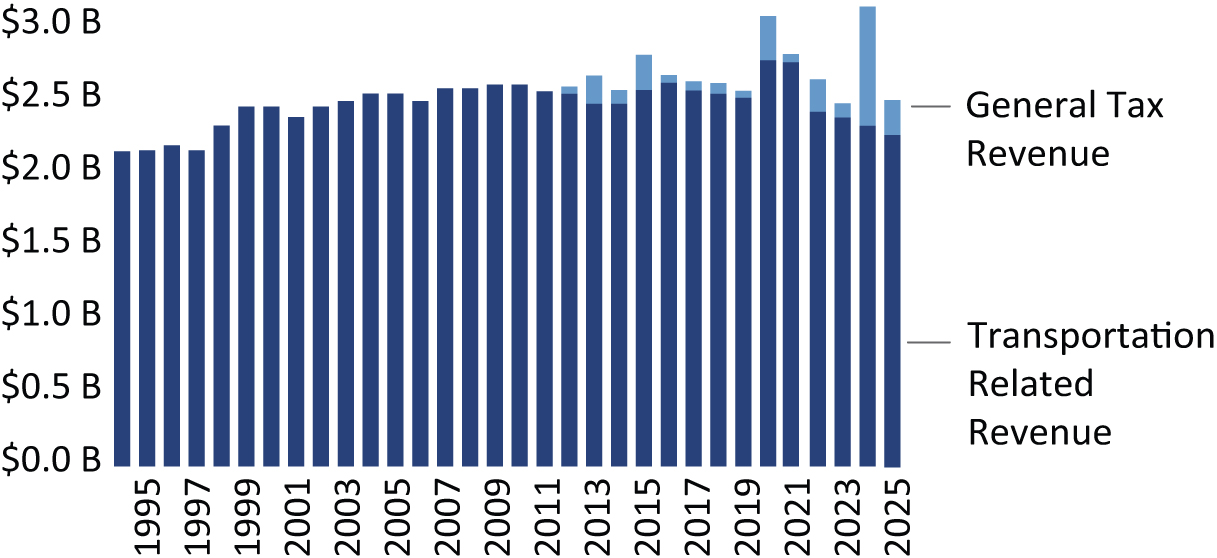 $3.0 B
$2.5 B
$2.0 B
$1.5 B
$1.0 B
$0.5 B
$0.0 B
General Tax
Revenue
Transportation
Related
Revenue
1995
1997
1999
2001
2003
2005
2007
2009
2011
2013
2015
2017
2019
2021
2023
2025